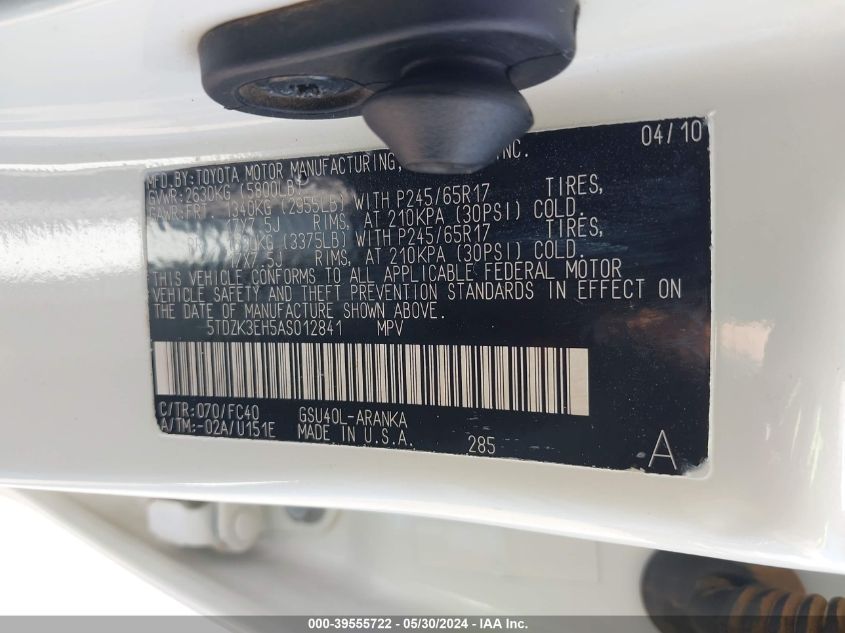 04/10
MFD.BY: TOYOTA MOTOR MANUFACTURING, INC.
GVWR: 2630KG (5800LB)
GAWR: FRT 1340KG (2955LB) WITH P245/65R17 TIRES,
17X7.5J RIMS, AT 210KPA (30PSI) COLD.
(3375LB) WITH P245/65R17 TIRES,
17X7.5J RIMS, AT 210KPA (30PSI) COLD.
THIS VEHICLE CONFORMS TO ALL APPLICABLE FEDERAL MOTOR
VEHICLE SAFETY AND THEFT PREVENTION STANDARDS IN EFFECT ON
THE DATE OF MANUFACTURE SHOWN ABOVE.
5TDZK3EH5AS012841 MPV
C/TR: 070/FC40 GSU40L-ARANKA
A/TM: -02A/U151E MADE IN U.S.A. 285 A
000-39555722 - 05/30/2024 - IAA Inc.